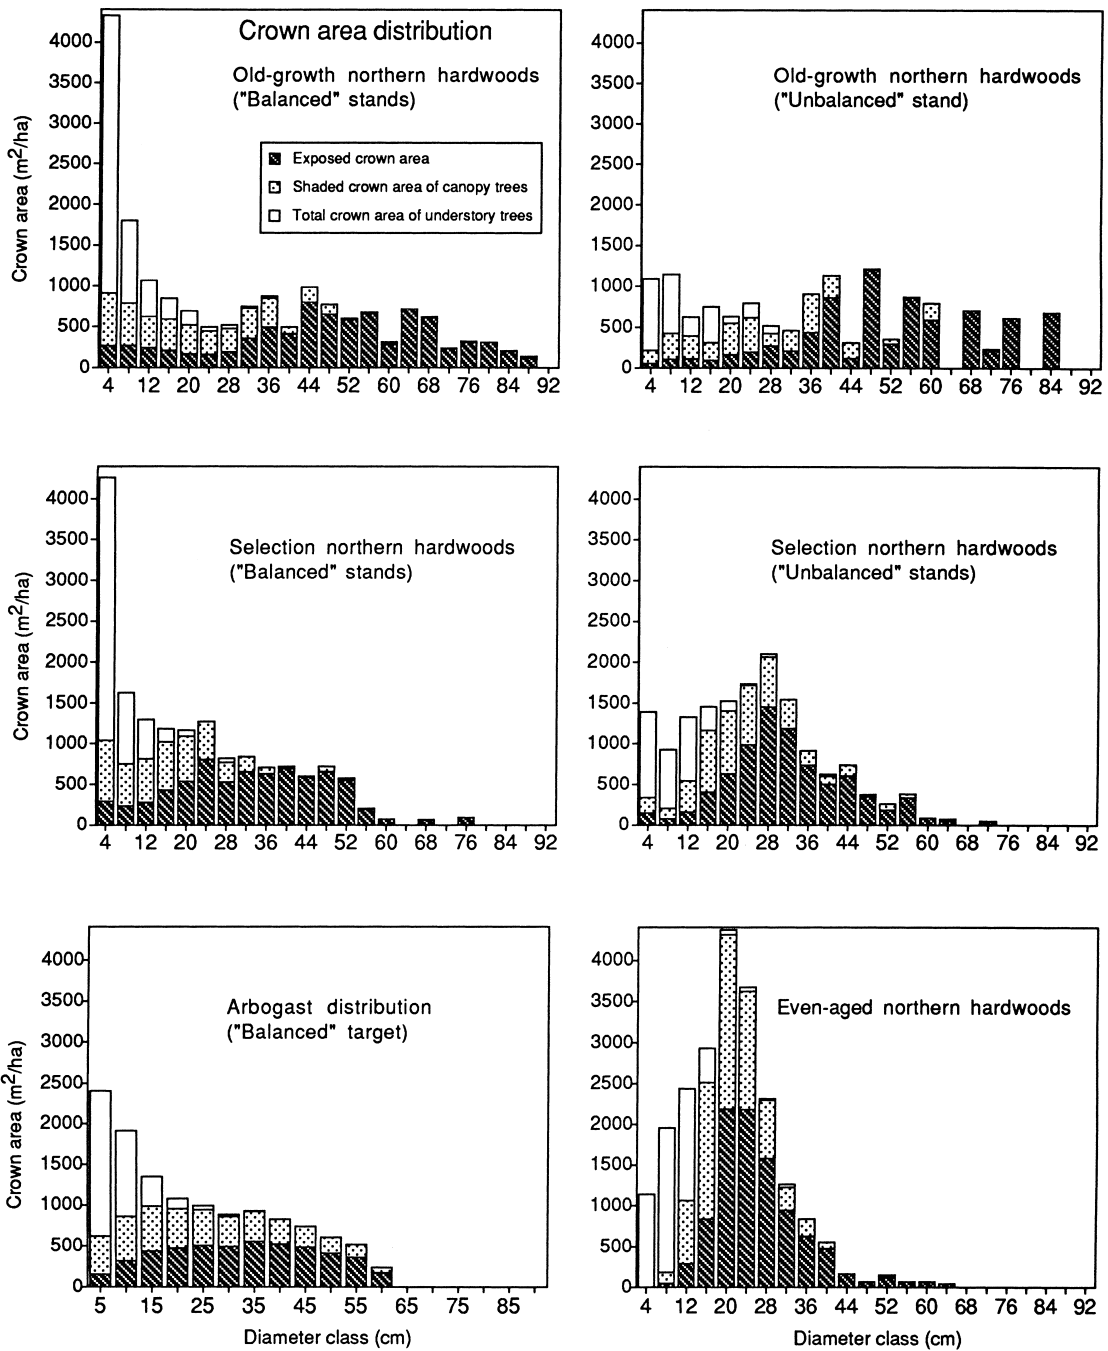 Crown area distribution
Old-growth northern hardwoods
("Balanced" stands)
Exposed crown area
Shaded crown area of canopy trees
Total crown area of understory trees
Crown area (m2/ha)
4000
3500
3000
2500
2000
1500
1000
500
0
4 12 20 28 36 44 52 60 68 76 84 92
Old-growth northern hardwoods
("Unbalanced" stand)
4000
3500
3000
2500
2000
1500
1000
500
0
4 12 20 28 36 44 52 60 68 76 84 92
Selection northern hardwoods
("Balanced" stands)
Crown area (m2/ha)
4000
3500
3000
2500
2000
1500
1000
500
0
4 12 20 28 36 44 52 60 68 76 84 92
Selection northern hardwoods
("Unbalanced" stands)
4000
3500
3000
2500
2000
1500
1000
500
0
4 12 20 28 36 44 52 60 68 76 84 92
Arbogast distribution
("Balanced" target)
Crown area (m2/ha)
4000
3500
3000
2500
2000
1500
1000
500
0
5 15 25 35 45 55 65 75 85
Diameter class (cm)
Even-aged northern hardwoods
4000
3500
3000
2500
2000
1500
1000
500
0
4 12 20 28 36 44 52 60 68 76 84 92
Diameter class (cm)